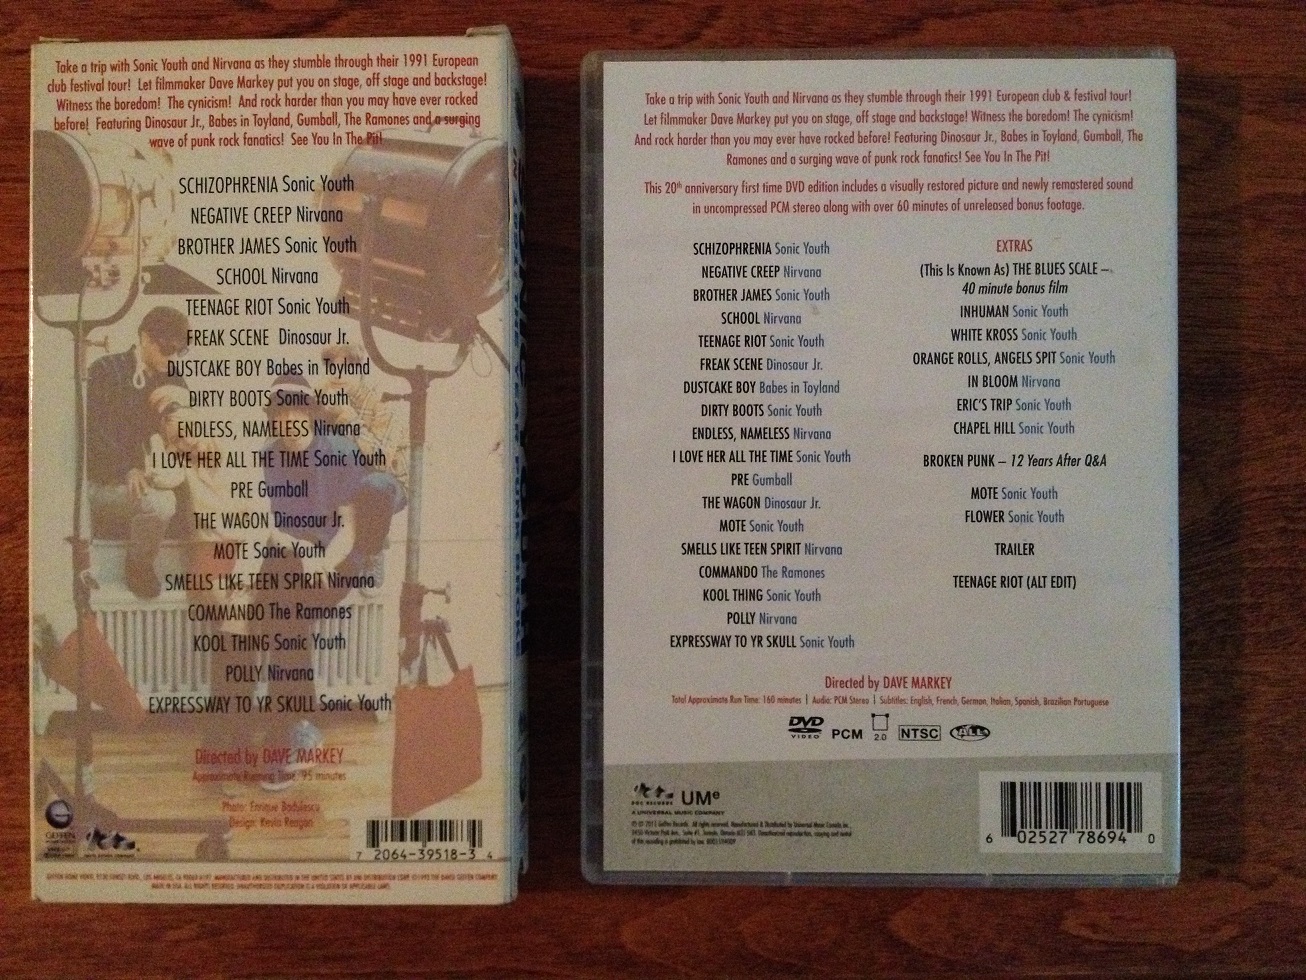 Take a trip with Sonic Youth and Nirvana as they stumble through their 1991 European
club festival tour! Let filmmaker Dave Markey put you on stage, off stage and backstage!
Witness the boredom! The cynicism! And rock harder than you may have ever rocked
before! Featuring Dinosaur Jr., Babes in Toyland, Gumball, The Ramones and a surging
wave of punk rock fanatics! See You In The Pit!
SCHIZOPHRENIA Sonic Youth
NEGATIVE CREEP Nirvana
BROTHER JAMES Sonic Youth
SCHOOL Nirvana
TEENAGE RIOT Sonic Youth
FREAK SCENE Dinosaur Jr.
DUSTCAKE BOY Babes in Toyland
DIRTY BOOTS Sonic Youth
ENDLESS, NAMELESS Nirvana
I LOVE HER ALL THE TIME Sonic Youth
PRE Gumball
THE WAGON Dinosaur Jr.
MOTE Sonic Youth
SMELLS LIKE TEEN SPIRIT Nirvana
COMMANDO The Ramones
KOOL THING Sonic Youth
POLLY Nirvana
EXPRESSWAY TO YR SKULL Sonic Youth
Directed by DAVE MARKEY
Approximate Running Time: 95 minutes
Photo: Enrique Badulescu
Design: Kevin Reagan
GEFFEN
7 2064-39518-3 4
Take a trip with Sonic Youth and Nirvana as they stumble through their 1991 European club & festival tour!
Let filmmaker Dave Markey put you on stage, off stage and backstage! Witness the boredom! The cynicism!
And rock harder than you may ever have rocked before! Featuring Dinosaur Jr., Babes in Toyland, Gumball, The
Ramones and a surging wave of punk rock fanatics! See You In The Pit!
This 20th anniversary first time DVD edition includes a visually restored picture and newly remastered sound
in uncompressed PCM stereo along with over 60 minutes of unreleased bonus footage.
SCHIZOPHRENIA Sonic Youth
NEGATIVE CREEP Nirvana
BROTHER JAMES Sonic Youth
SCHOOL Nirvana
TEENAGE RIOT Sonic Youth
FREAK SCENE Dinosaur Jr.
DUSTCAKE BOY Babes in Toyland
DIRTY BOOTS Sonic Youth
ENDLESS, NAMELESS Nirvana
I LOVE HER ALL THE TIME Sonic Youth
PRE Gumball
THE WAGON Dinosaur Jr.
MOTE Sonic Youth
SMELLS LIKE TEEN SPIRIT Nirvana
COMMANDO The Ramones
KOOL THING Sonic Youth
POLLY Nirvana
EXPRESSWAY TO YR SKULL Sonic Youth
EXTRAS
(This Is Known As) THE BLUES SCALE –
40 minute bonus film
INHUMAN Sonic Youth
WHITE KROSS Sonic Youth
ORANGE ROLLS, ANGELS SPIT Sonic Youth
IN BLOOM Nirvana
ERIC'S TRIP Sonic Youth
CHAPEL HILL Sonic Youth
BROKEN PUNK – 12 Years After Q&A
MOTE Sonic Youth
FLOWER Sonic Youth
TRAILER
TEENAGE RIOT (ALT EDIT)
Directed by DAVE MARKEY
Total Approximate Run Time: 160 minutes | Audio: PCM Stereo | Subtitles: English, French, German, Italian, Spanish, Brazilian Portuguese
DVD VIDEO PCM 2.0 NTSC ALL
UMe
A UNIVERSAL MUSIC COMPANY
6 02527 78694 0